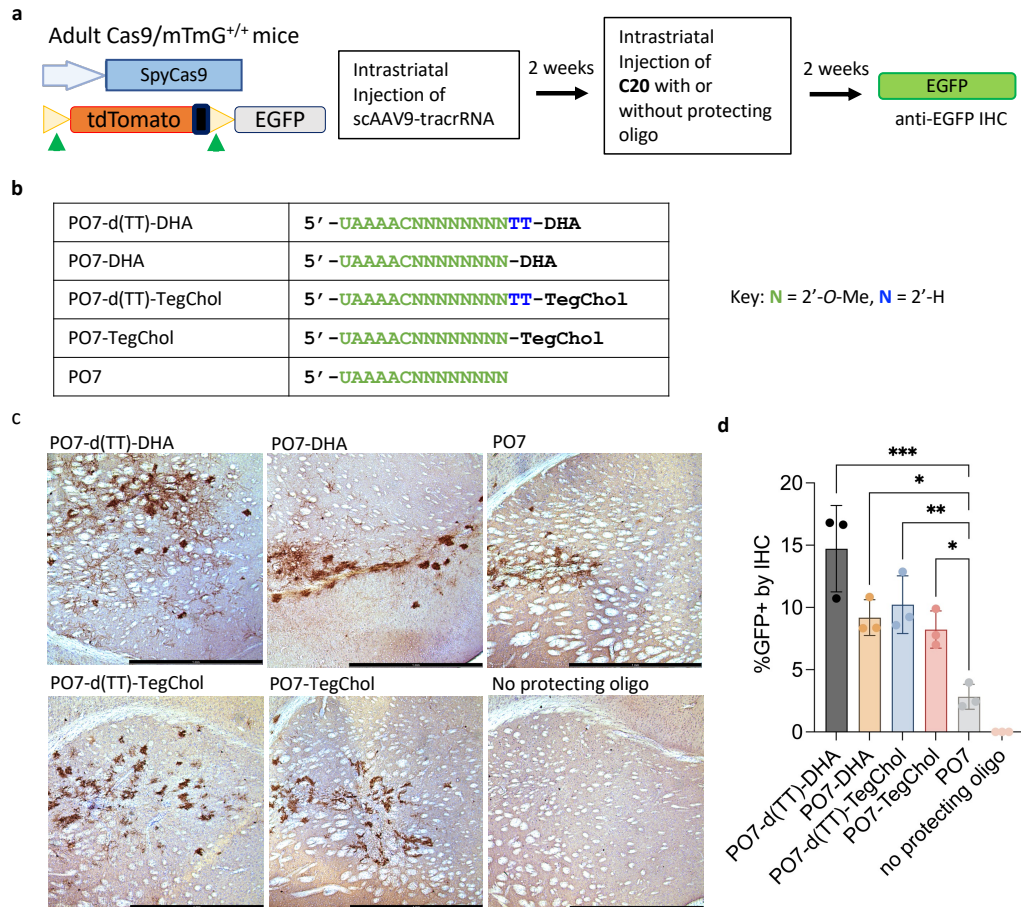 a
Adult Cas9/mTmG+/+ mice
SpyCas9
tdTomato
EGFP
Intrastriatal
Injection of
scAAV9-tracrRNA
2 weeks
Intrastriatal
Injection of
C20 with or
without protecting
oligo
2 weeks
EGFP
anti-EGFP IHC
b
PO7-d(TT)-DHA 5’-UAAAACNNNNNNNNTT-DHA
PO7-DHA 5’-UAAAACNNNNNNNN-DHA
PO7-d(TT)-TegChol 5’-UAAAACNNNNNNNNTT-TegChol
PO7-TegChol 5’-UAAAACNNNNNNNN-TegChol
PO7 5’-UAAAACNNNNNNNN
Key: N = 2’-O-Me, N = 2’-H
c
PO7-d(TT)-DHA PO7-DHA PO7
PO7-d(TT)-TegChol PO7-TegChol No protecting oligo
d
***
*
**
*
%GFP+ by IHC
20
15
10
5
0
PO7-d(TT)-DHA
PO7-DHA
PO7-d(TT)-TegChol
PO7-TegChol
PO7
no protecting oligo